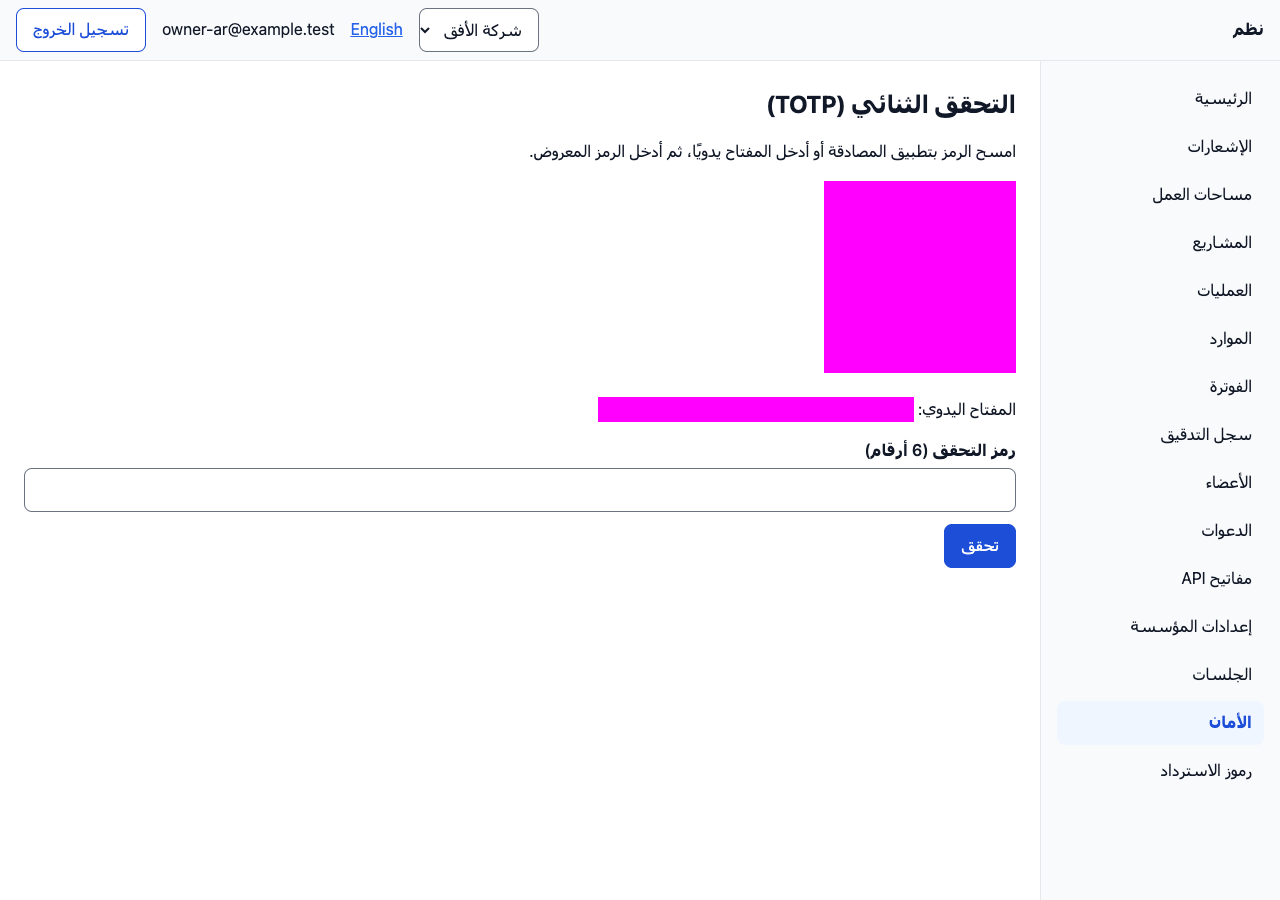 نظم
شركة الأفق
English
owner-ar@example.test
تسجيل الخروج
الرئيسية
الإشعارات
مساحات العمل
المشاريع
العمليات
الموارد
الفوترة
سجل التدقيق
الأعضاء
الدعوات
مفاتيح API
إعدادات المؤسسة
الجلسات
الأمان
رموز الاسترداد
التحقق الثنائي (TOTP)
امسح الرمز بتطبيق المصادقة أو أدخل المفتاح يدويًا، ثم أدخل الرمز المعروض.
المفتاح اليدوي:
رمز التحقق (6 أرقام)
تحقق